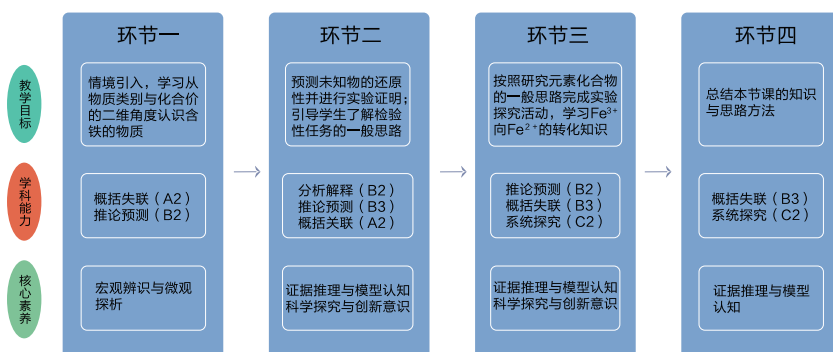 环节一
环节二
环节三
环节四
教学目标
情境引入，学习从
物质类别与化合价
的二维角度认识含
铁的物质
预测未知物的还原
性并进行实验证明；
引导学生了解检验
性任务的一般思路
按照研究元素化合物
的一般思路完成实验
探究活动，学习Fe³⁺
向Fe²⁺的转化知识
总结本节课的知识
与思路方法
学科能力
概括失联（A2）
推论预测（B2）
分析解释（B2）
推论预测（B3）
概括关联（A2）
推论预测（B2）
概括失联（B3）
系统探究（C2）
概括失联（B3）
系统探究（C2）
核心素养
宏观辨识与微观
探析
证据推理与模型认知
科学探究与创新意识
证据推理与模型认知
科学探究与创新意识
证据推理与模型
认知